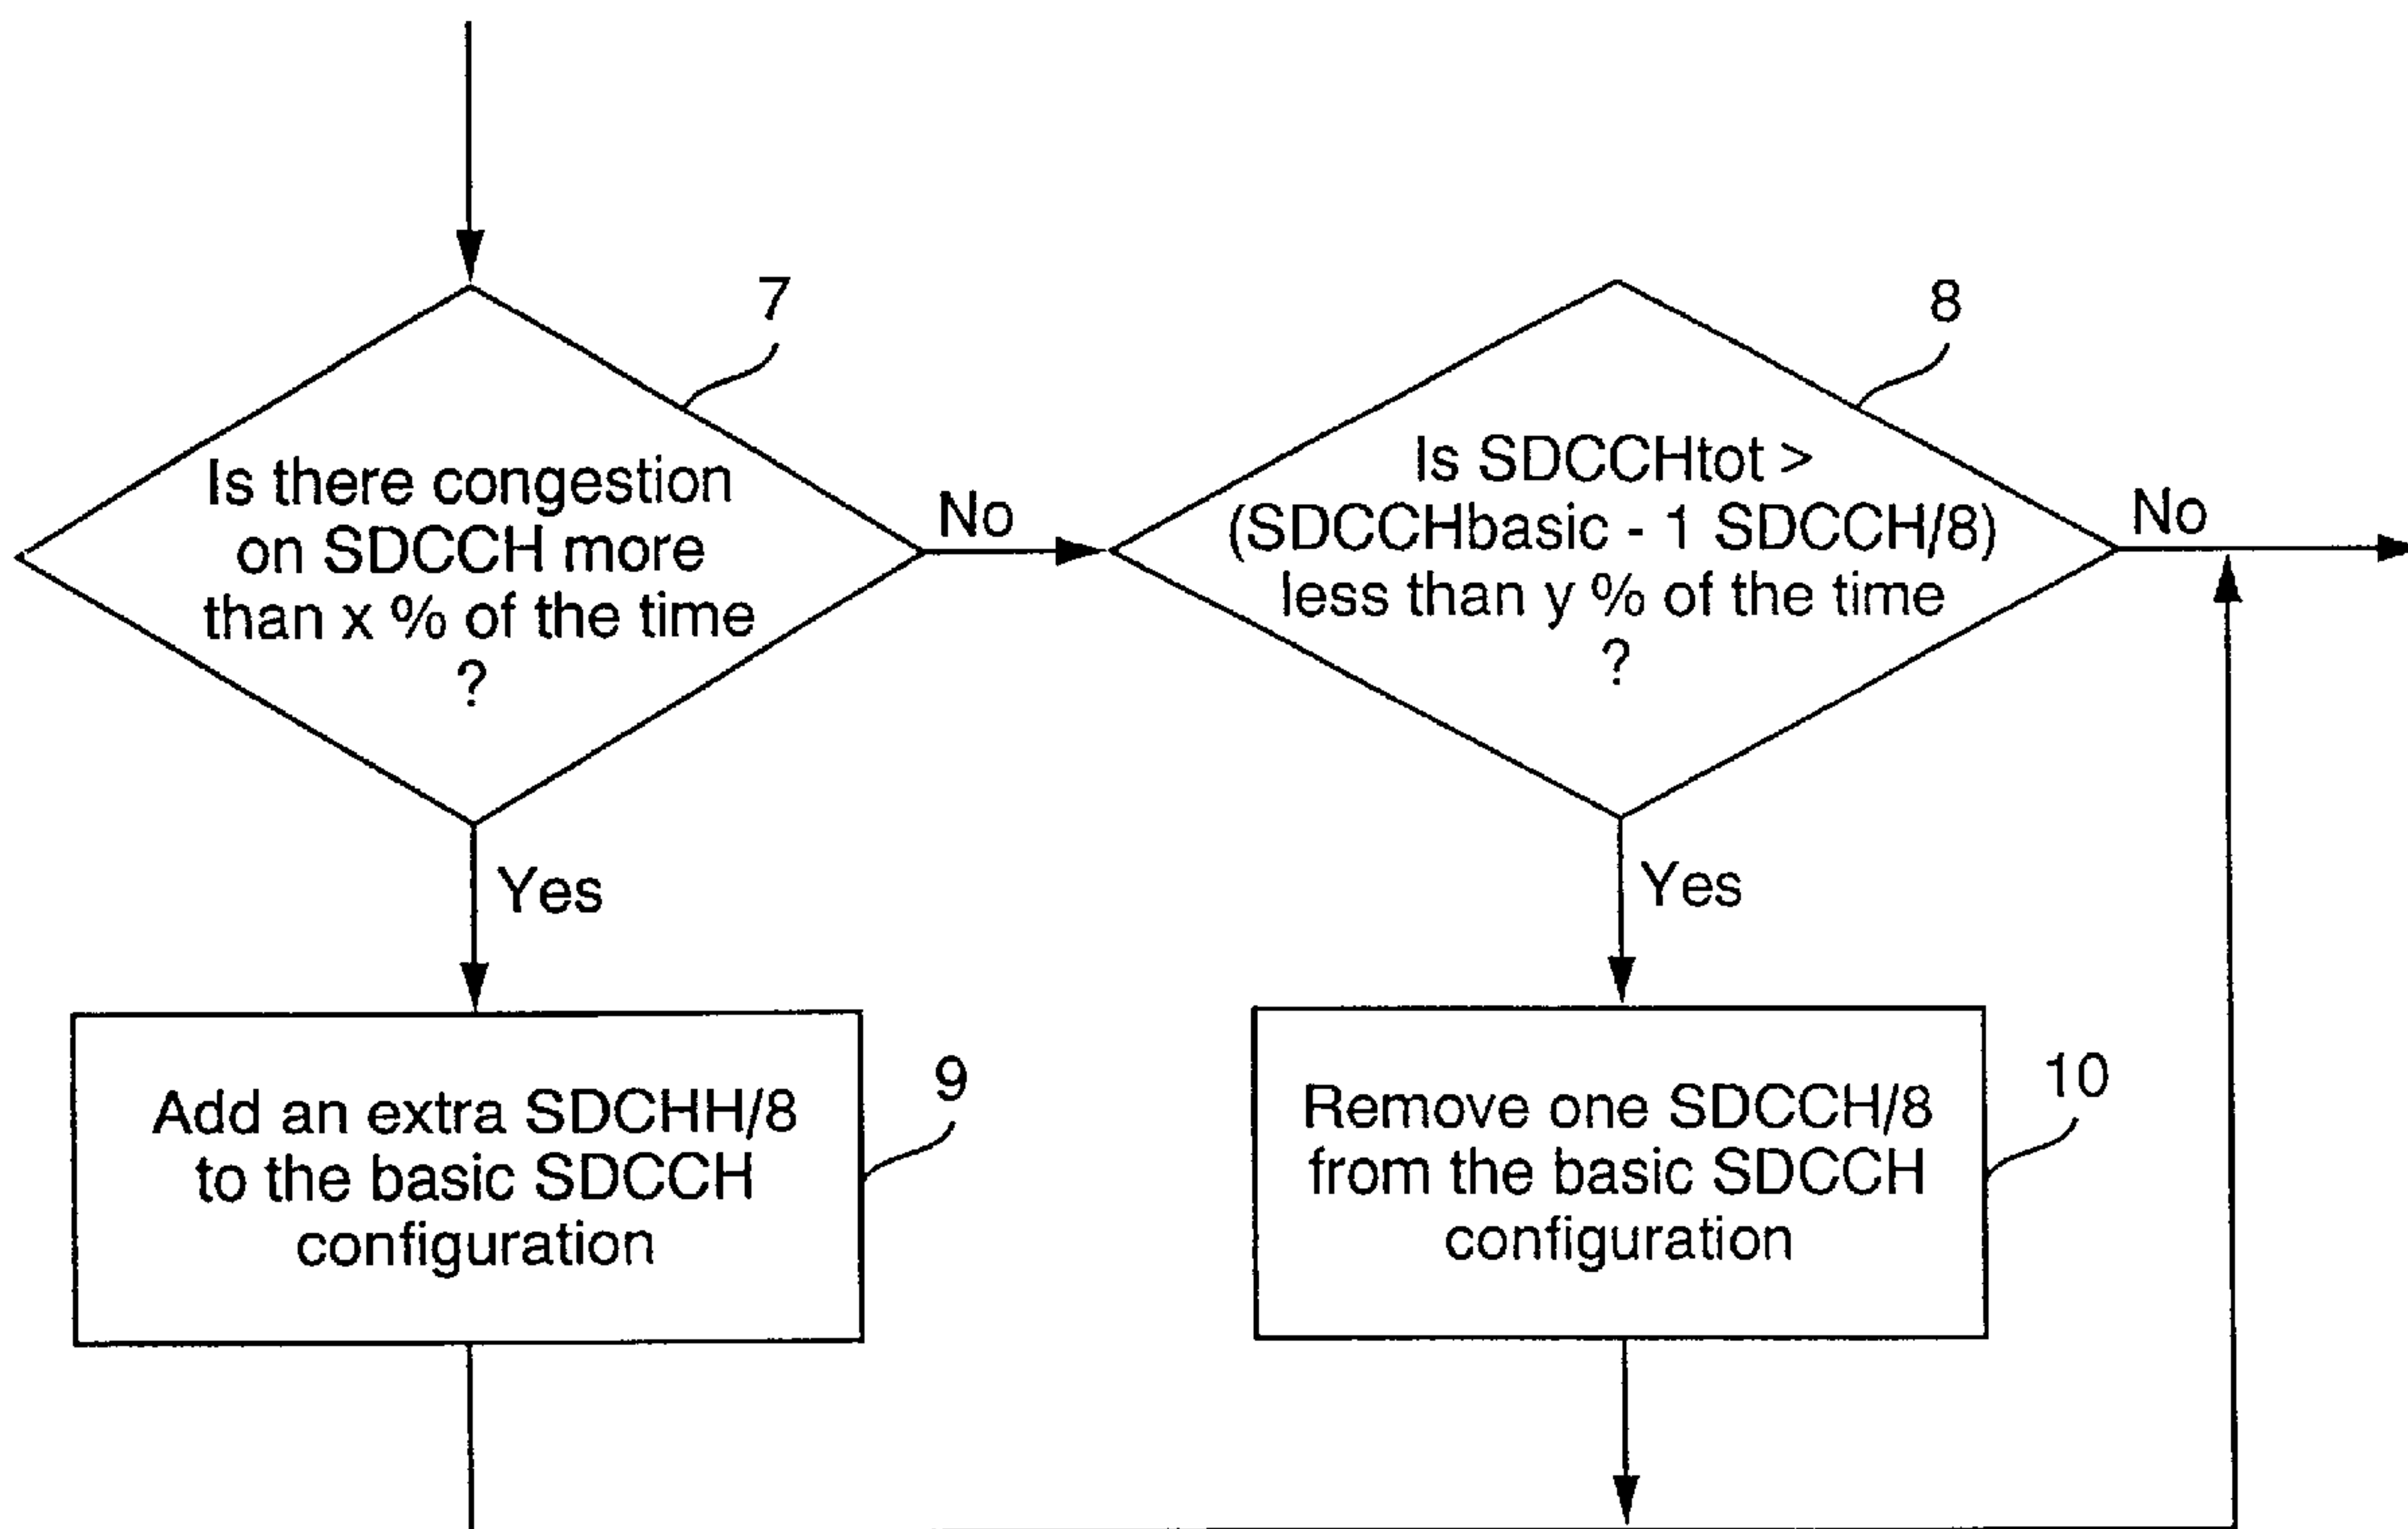 7
Is there congestion
on SDCCH more
than x % of the time
?
No
8
Is SDCCHtot >
(SDCCHbasic - 1 SDCCH/8)
less than y % of the time
?
No
Yes
Yes
9
Add an extra SDCHH/8
to the basic SDCCH
configuration
10
Remove one SDCCH/8
from the basic SDCCH
configuration